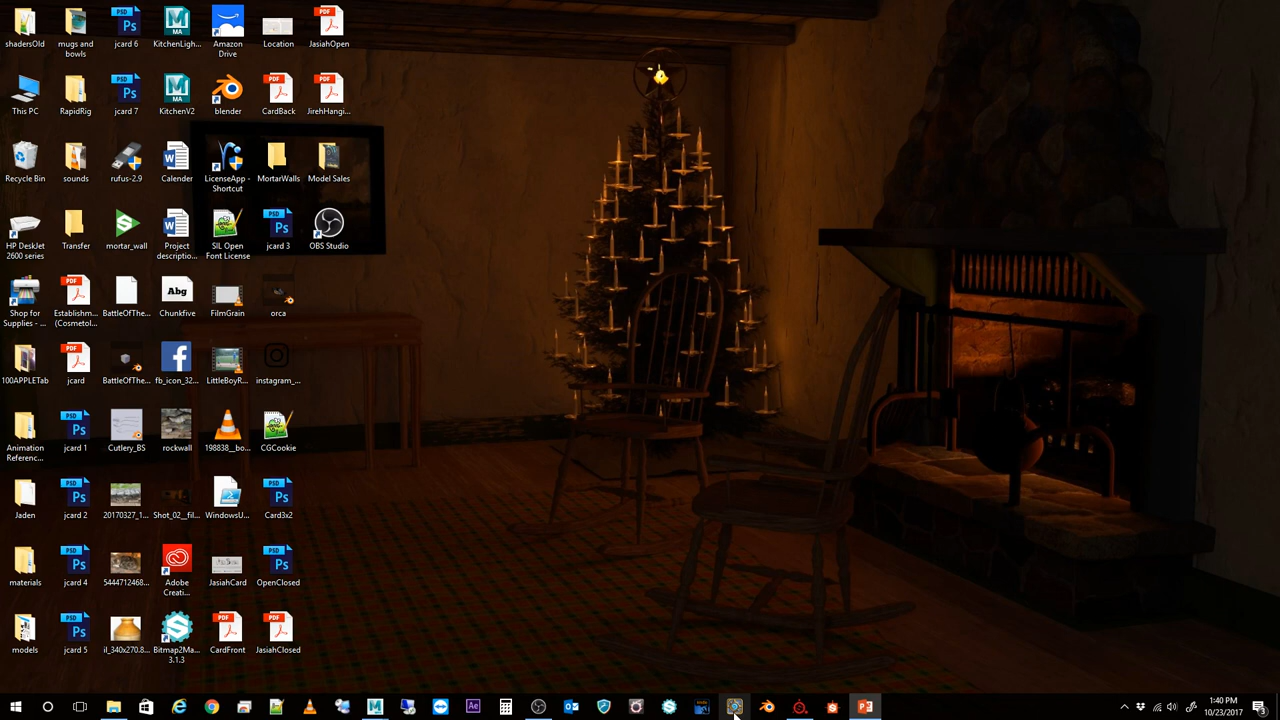 shadersOld
mugs and bowls
jcard 6
KitchenLigh...
Amazon Drive
Location
JasiahOpen
This PC
RapidRig
jcard 7
KitchenV2
blender
CardBack
JirehHangi...
Recycle Bin
sounds
rufus-2.9
Calender
LicenseApp - Shortcut
MortarWalls
Model Sales
HP DeskJet 2600 series
Transfer
mortar_wall
Project descriptio...
SIL Open Font License
jcard 3
OBS Studio
Shop for Supplies - ...
Establishm... (Cosmetol...
BattleOfThe...
Abg
Chunkfive
FilmGrain
orca
100APPLETab
jcard
BattleOfThe...
fb_icon_32...
LittleBoyR...
instagram_...
Animation Referenc...
jcard 1
Cutlery_BS
rockwall
198838__bo...
CGCookie
Jaden
jcard 2
20170327_1...
Shot_02__fil...
WindowsU...
Card3x2
materials
jcard 4
5444712468...
Adobe Creati...
JasiahCard
OpenClosed
models
jcard 5
il_340x270.8...
Bitmap2Ma... 3.1.3
CardFront
JasiahClosed
1:40 PM
10/23/2017